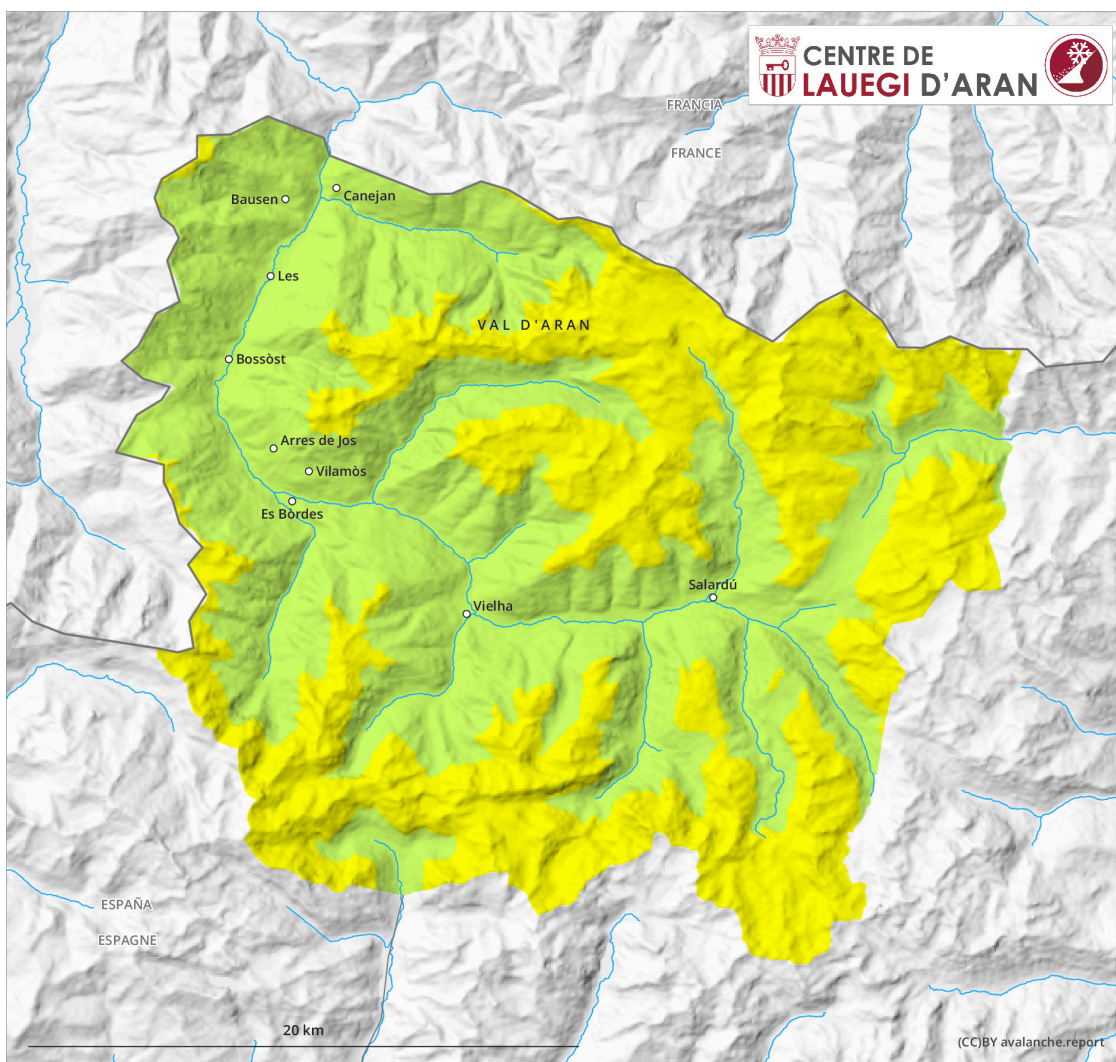 CENTRE DE
LAUEGI D'ARAN
FRANCIA
FRANCE
Bausen
Canejan
Les
VAL D'ARAN
Bossòst
Arres de Jos
Vilamòs
Es Bòrdes
Salardú
Vielha
ESPAÑA
ESPAGNE
20 km
(CC)BY avalanche.report